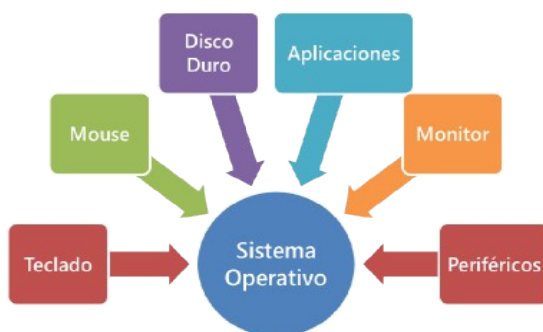 Disco
Duro
Aplicaciones
Mouse
Monitor
Teclado
Sistema
Operativo
Periféricos